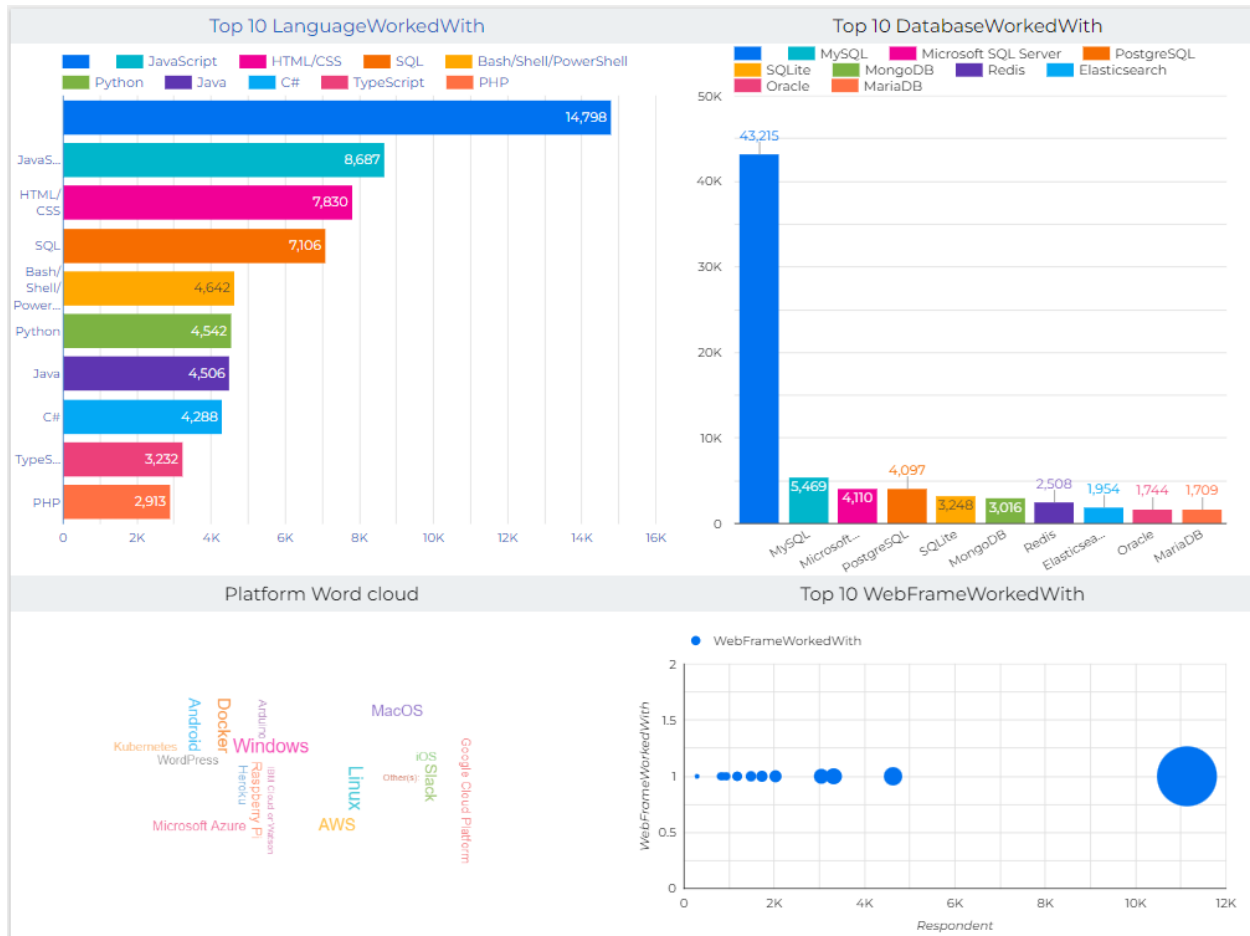 Top 10 LanguageWorkedWith
JavaScript HTML/CSS SQL Bash/Shell/PowerShell
Python Java C# TypeScript PHP
14,798
JavaS... 8,687
HTML/
CSS
7,830
SQL 7,106
Bash/
Shell/
Power...
4,642
Python 4,542
Java 4,506
C# 4,288
TypeS... 3,232
PHP 2,913
0 2K 4K 6K 8K 10K 12K 14K 16K
Top 10 DatabaseWorkedWith
MySQL Microsoft SQL Server PostgreSQL
SQLite MongoDB Redis Elasticsearch
Oracle MariaDB
50K
40K
30K
20K
10K
0
43,215
5,469
4,110
4,097
3,248
3,016
2,508
1,954
1,744
1,709
MySQL
Microsoft...
PostgreSQL
SQLite
MongoDB
Redis
Elasticsea...
Oracle
MariaDB
Platform Word cloud
Android
Docker
Arduino
MacOS
Kubernetes
Windows
WordPress
iOS
Google Cloud Platform
Heroku
Raspberry Pi
IBM Cloud or Watson
Linux
Other(s):
Slack
Microsoft Azure
AWS
Top 10 WebFrameWorkedWith
WebFrameWorkedWith
WebFrameWorkedWith
2
1.5
1
0.5
0
0 2K 4K 6K 8K 10K 12K
Respondent